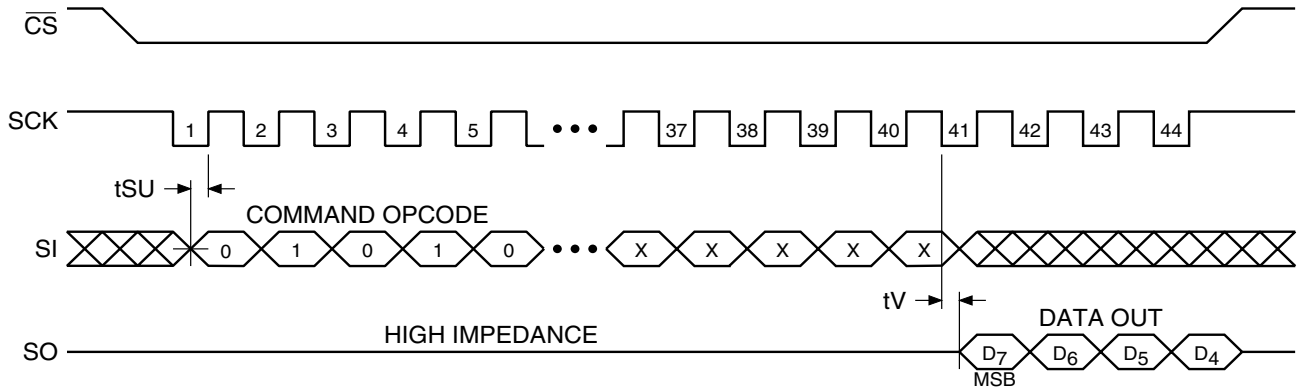 CS
SCK 1 2 3 4 5 ••• 37 38 39 40 41 42 43 44
tSU
COMMAND OPCODE
SI 0 1 0 1 0 ••• X X X X X
tV
HIGH IMPEDANCE DATA OUT
SO D7 D6 D5 D4
MSB